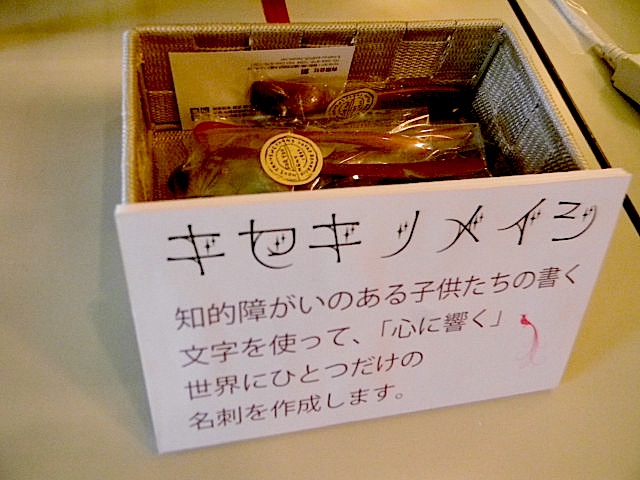 キセキノメイシ
知的障がいのある子供たちの書く
文字を使って、「心に響く」
世界にひとつだけの
名刺を作成します。